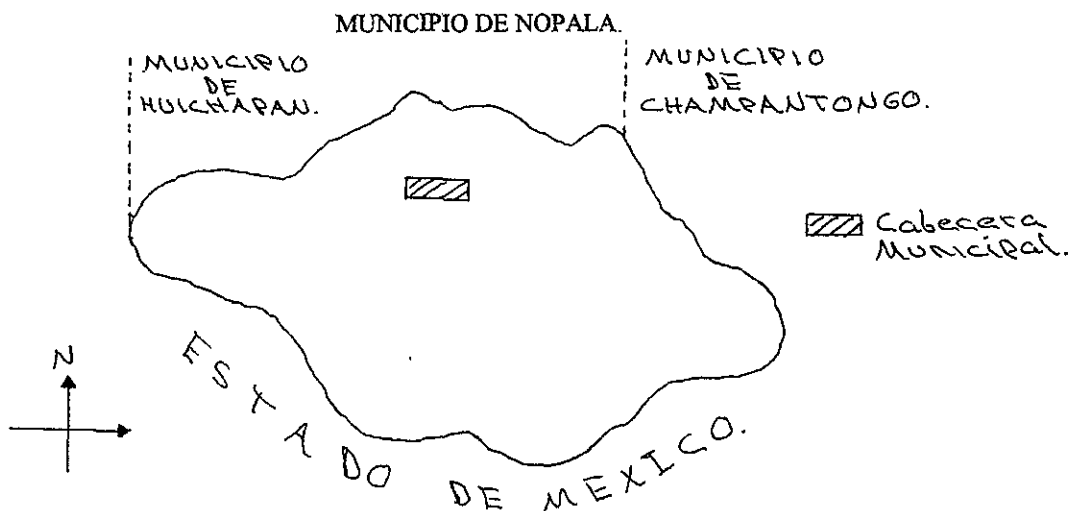 MUNICIPIO DE NOPALA.
MUNICIPIO
DE
HUICHAPAN.
MUNICIPIO
DE
CHAMPANTONGO.
Cabecera
Municipal.
N
ESTADO DE MEXICO.